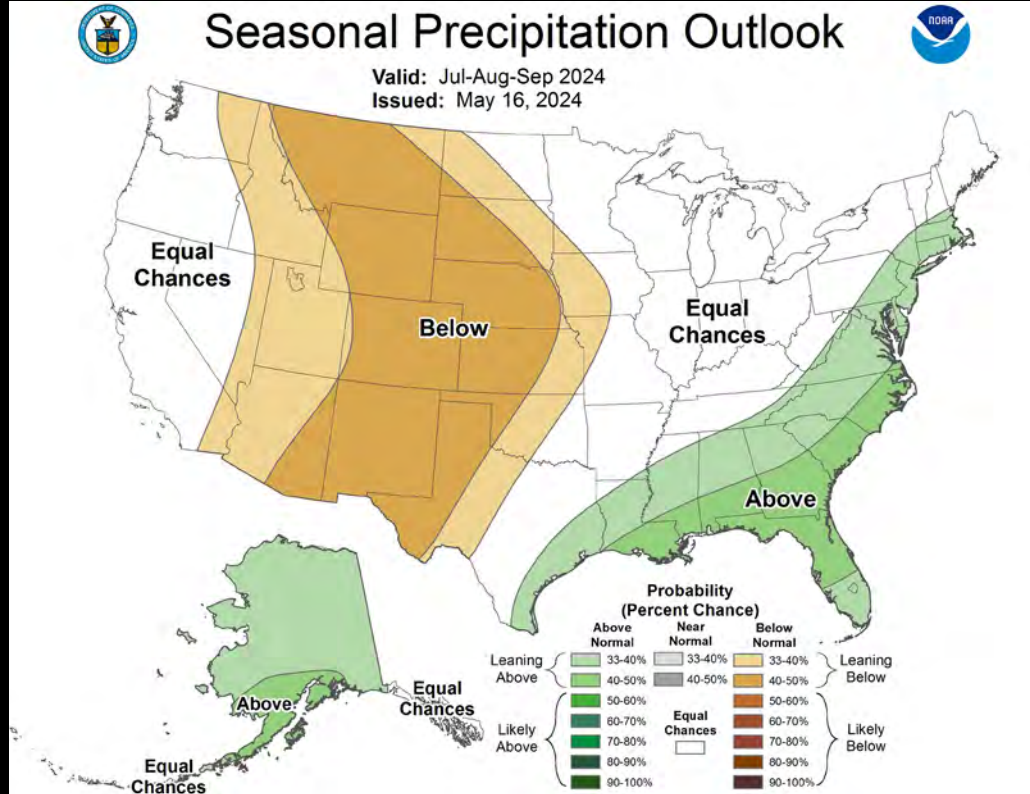 Seasonal Precipitation Outlook
NOAA
Valid: Jul-Aug-Sep 2024
Issued: May 16, 2024
Equal
Chances
Below
Equal
Chances
Above
Above
Equal
Chances
Equal
Chances
Probability
(Percent Chance)
Above
Normal
Near
Normal
Below
Normal
Leaning
Above
33-40%
33-40%
33-40%
Leaning
Below
40-50%
40-50%
40-50%
Likely
Above
50-60%
50-60%
Likely
Below
60-70%
60-70%
Equal
Chances
70-80%
70-80%
80-90%
80-90%
90-100%
90-100%